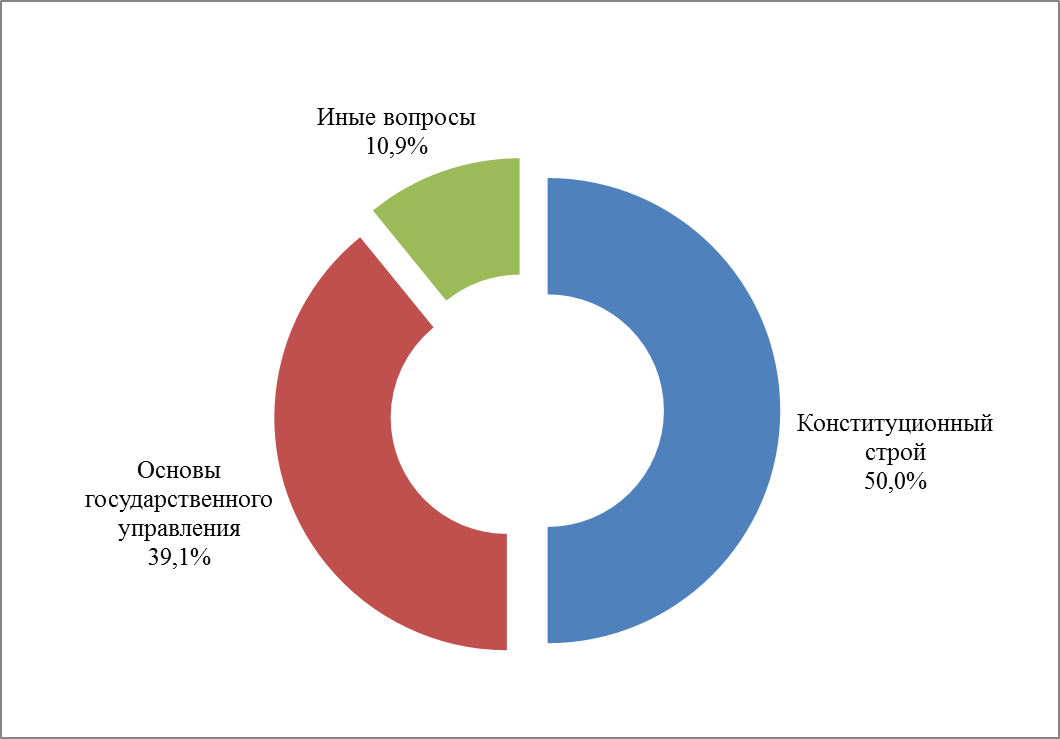 Иные вопросы
10,9%
Конституционный
строй
50,0%
Основы
государственного
управления
39,1%